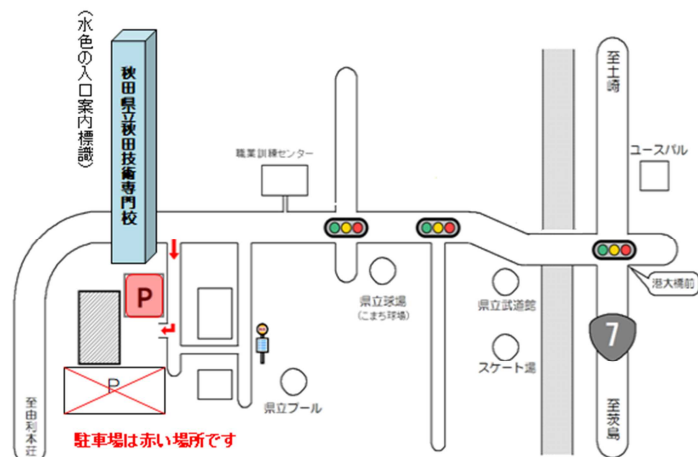 （水色の入口案内標識）
秋田県立秋田技術専門校
職業訓練センター
至土崎
ユースパル
港大橋前
県立球場
(こまち球場)
県立武道館
7
スケート場
県立プール
P
P
至由利本荘
至茨島
駐車場は赤い場所です